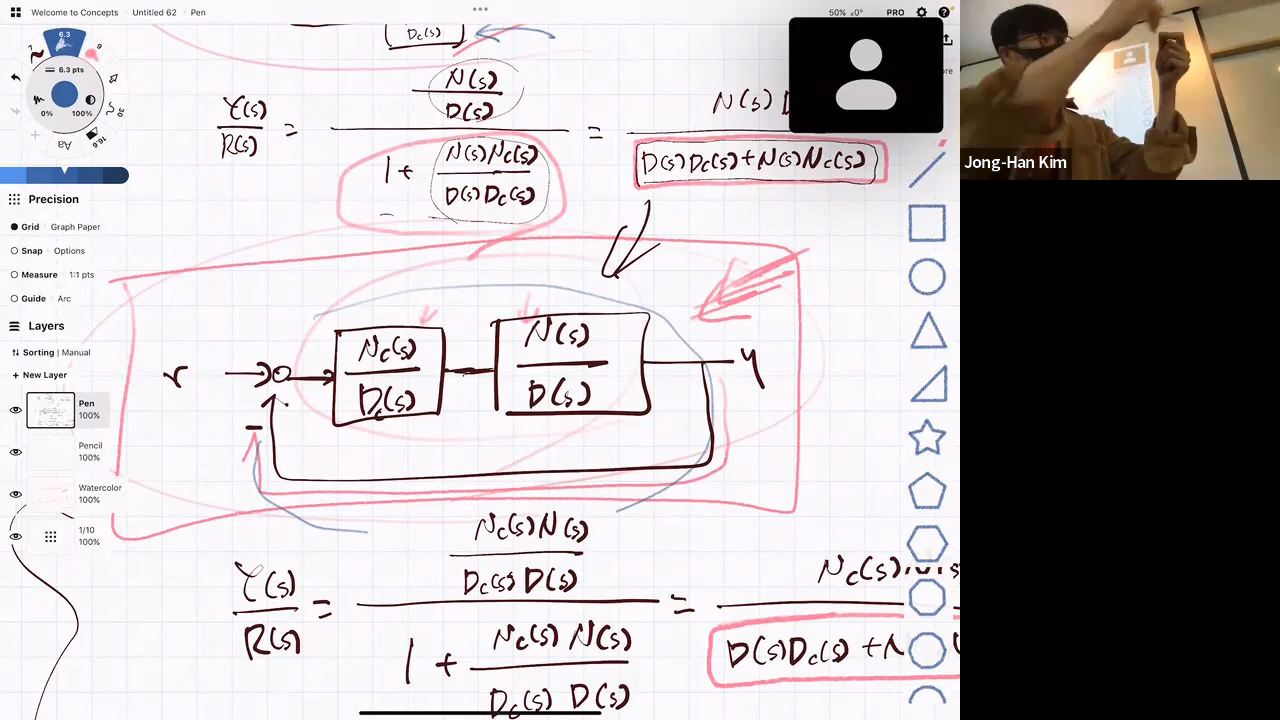 Welcome to Concepts Untitled 62 Pen 50% ±0° PRO
6.3
6.3 pts
0% 100%
Aa
Precision
Grid Graph Paper
Snap Options
Measure 1:1 pts
Guide Arc
Layers
Sorting | Manual
+ New Layer
Pen
100%
Pencil
100%
Watercolor
100%
1/10
100%
Jong-Han Kim
Dc(s)
Y(s)
R(s)
=
N(s)
D(s)
1 +
N(s)Nc(s)
D(s)Dc(s)
=
N(s)
D(s)Dc(s)+N(s)Nc(s)
r
Nc(s)
Dc(s)
N(s)
D(s)
y
−
Y(s)
R(s)
=
Nc(s)N(s)
Dc(s)D(s)
1 +
Nc(s)N(s)
Dc(s)D(s)
=
Nc(s)
D(s)Dc(s)+N